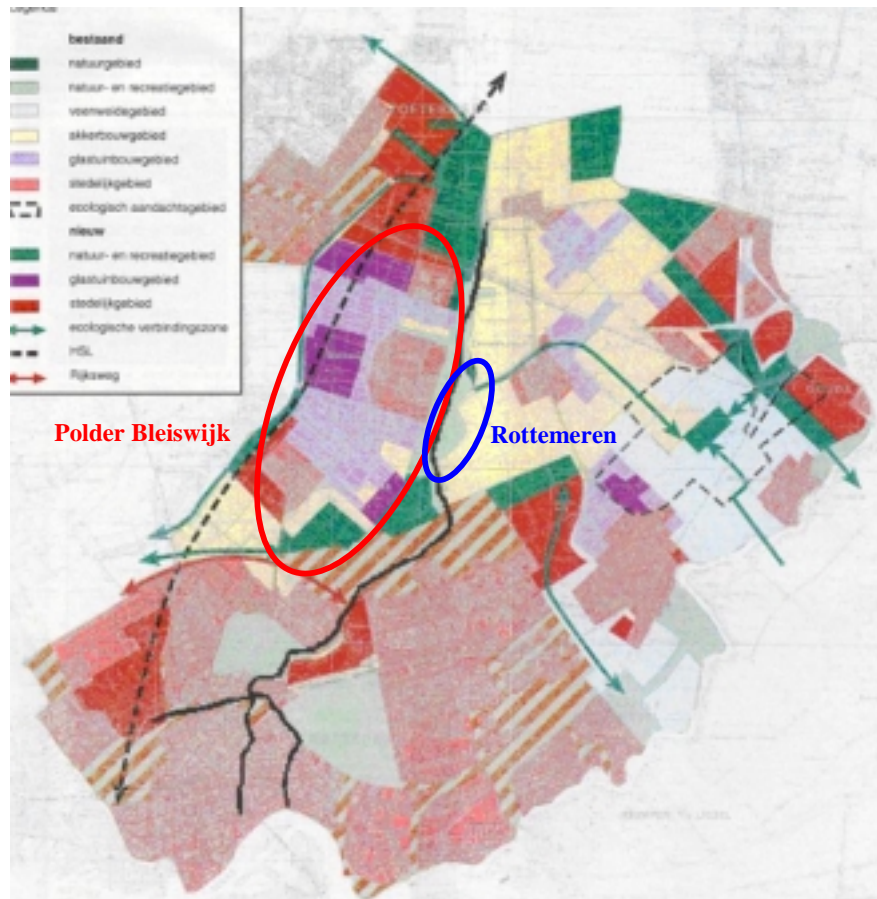 Legenda
bestaand
natuurgebied
natuur- en recreatiegebied
veenweidegebied
akkerbouwgebied
glastuinbouwgebied
stedelijkgebied
ecologisch aandachtsgebied
nieuw
natuur- en recreatiegebied
glastuinbouwgebied
stedelijkgebied
ecologische verbindingszone
HSL
Rijksweg
Polder Bleiswijk
Rottemeren